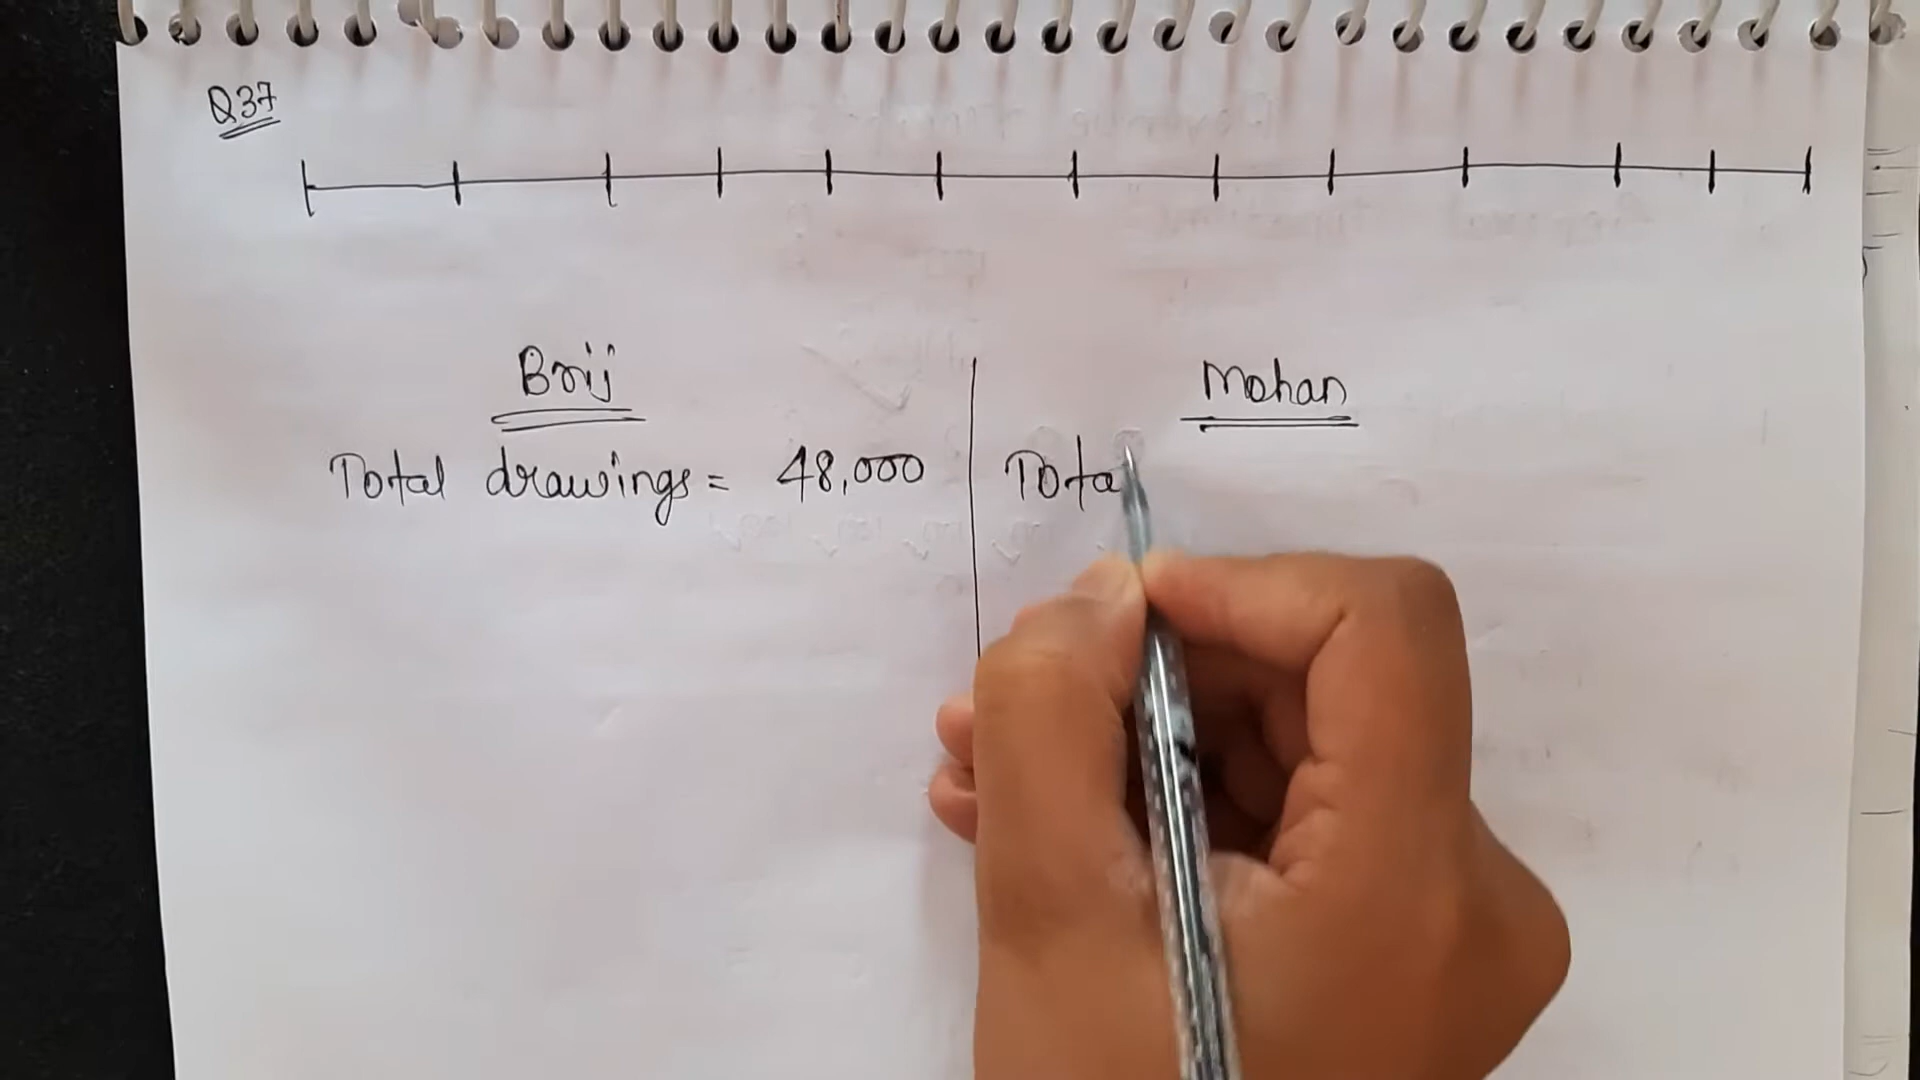 Q37
Brij
Mohan
Total drawings = 48,000
Tota